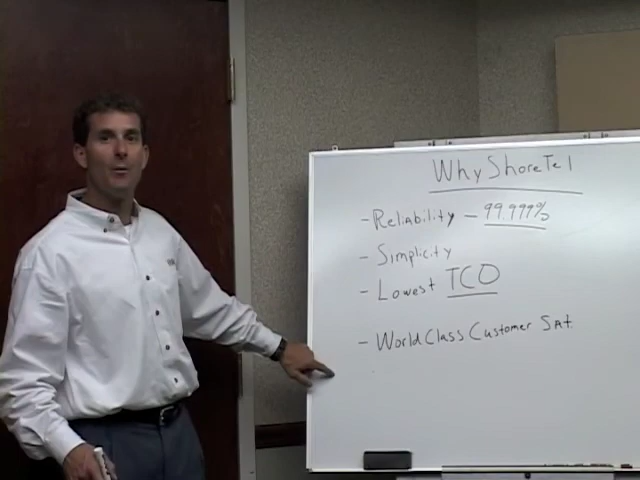 Why ShoreTel
- Reliability - 99.999%
- Simplicity
- Lowest TCO
- World Class Customer Sat.